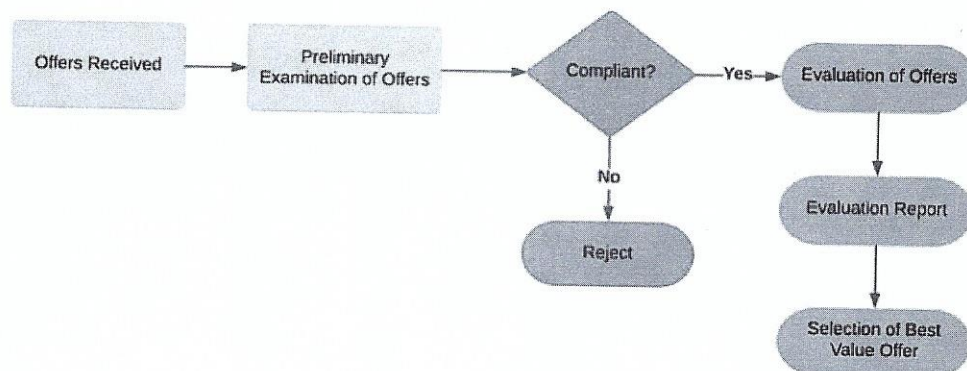 Offers Received
Preliminary
Examination of Offers
Compliant?
Yes
Evaluation of Offers
No
Reject
Evaluation Report
Selection of Best
Value Offer